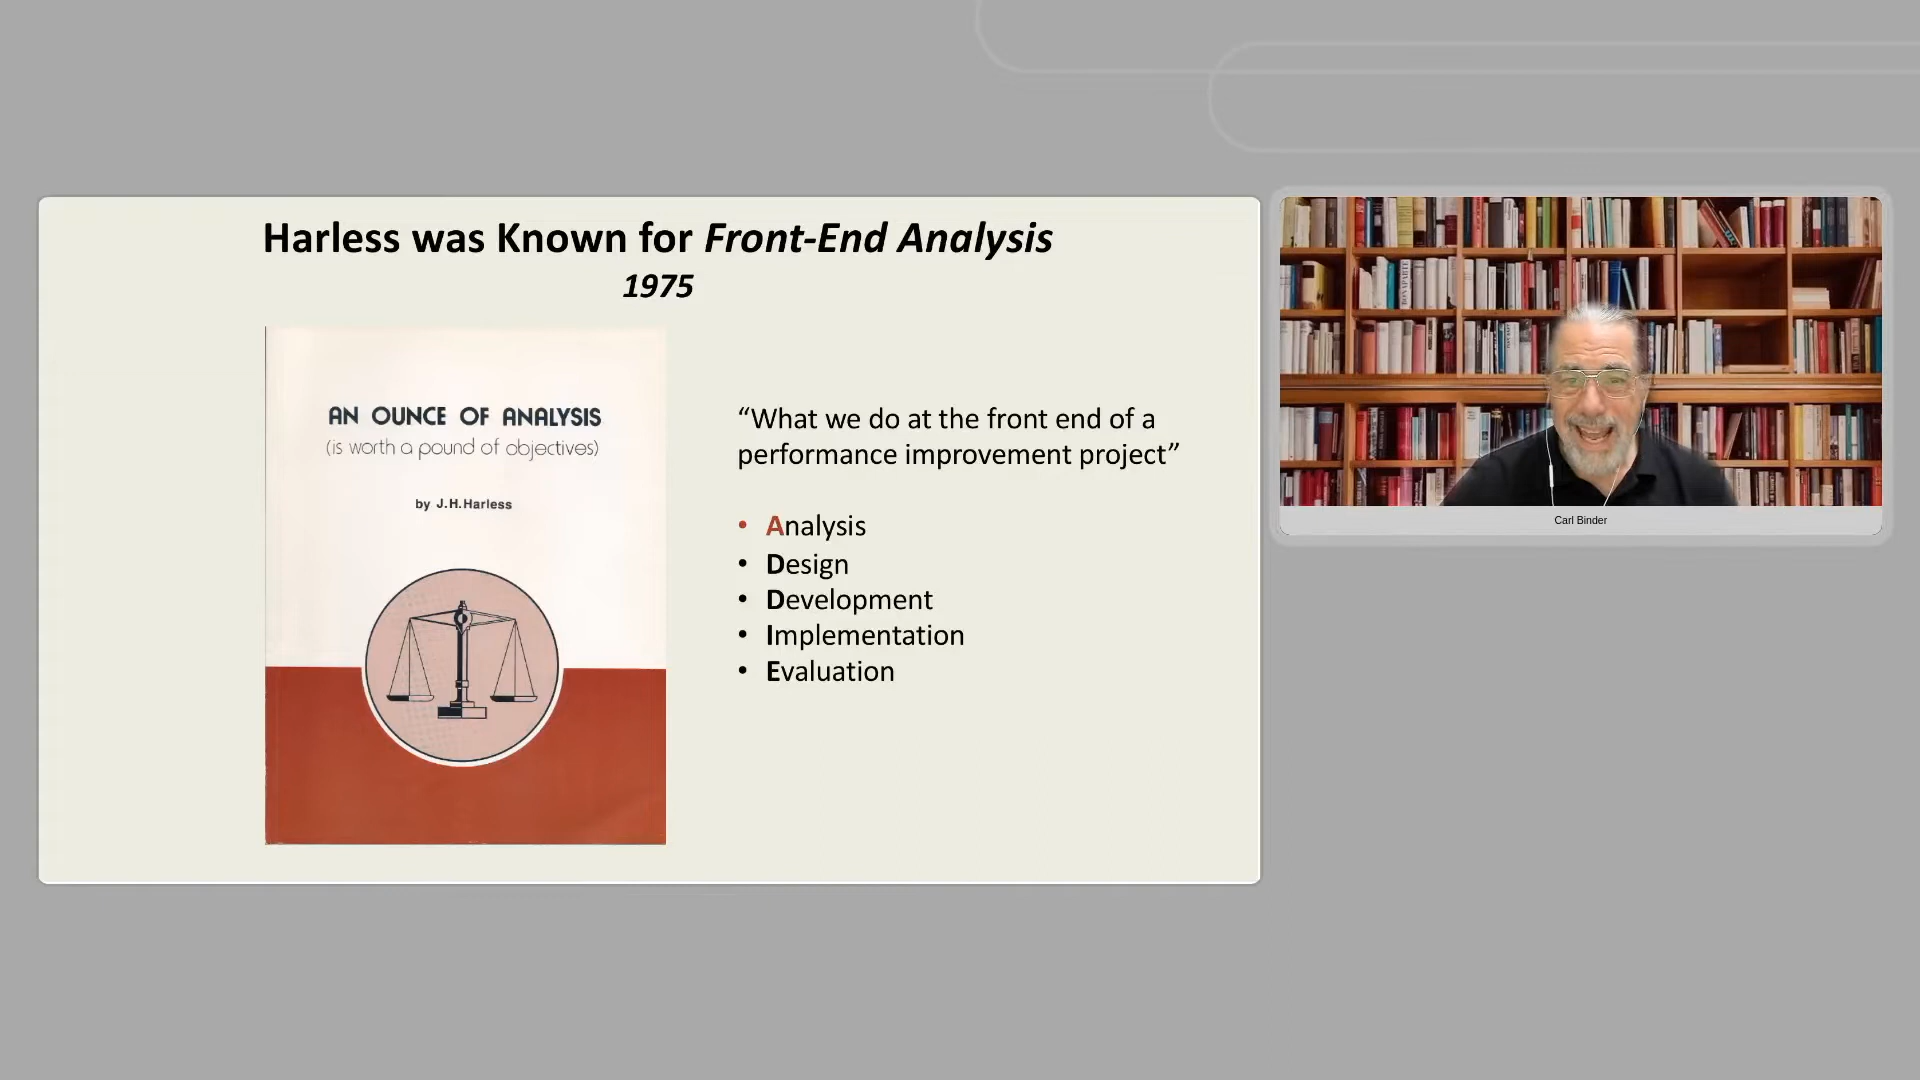 Harless was Known for Front-End Analysis
1975
AN OUNCE OF ANALYSIS
(is worth a pound of objectives)
by J.H.Harless
“What we do at the front end of a
performance improvement project”
• Analysis
• Design
• Development
• Implementation
• Evaluation
BONAPARTE
Carl Binder